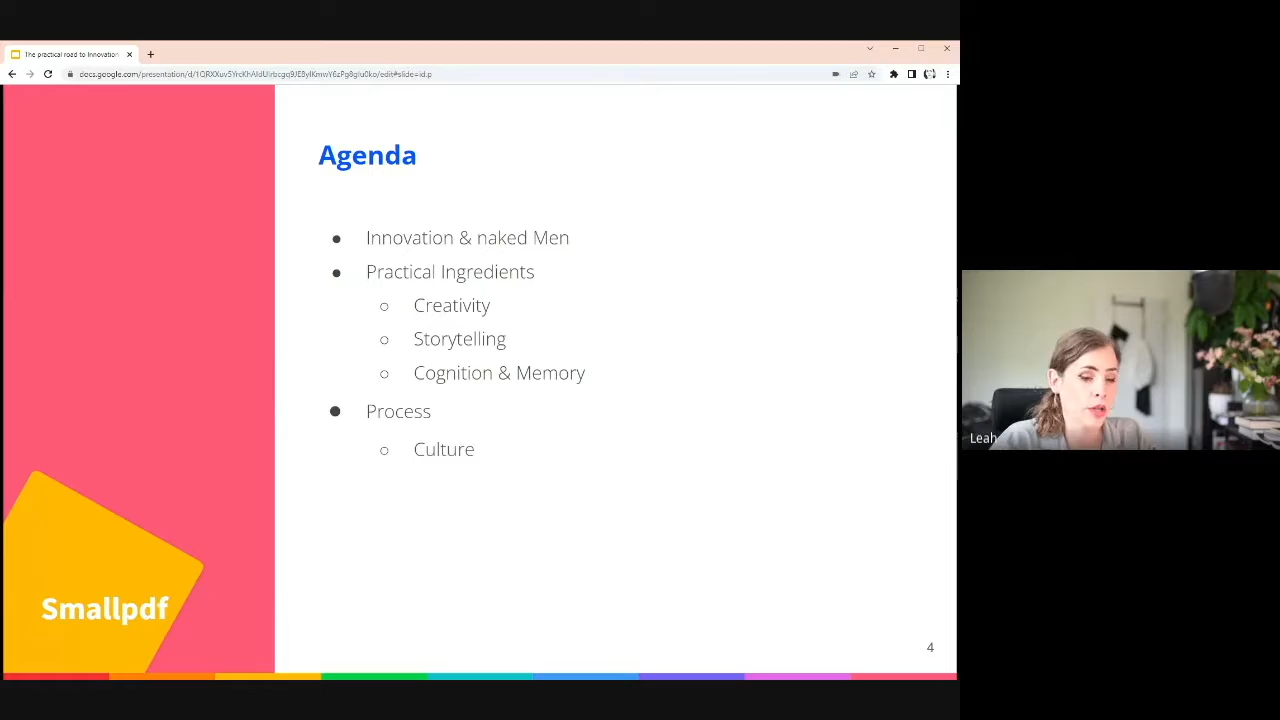 The practical road to Innovation
Agenda
● Innovation & naked Men
● Practical Ingredients
○ Creativity
○ Storytelling
○ Cognition & Memory
● Process
○ Culture
Smallpdf
4
Leah